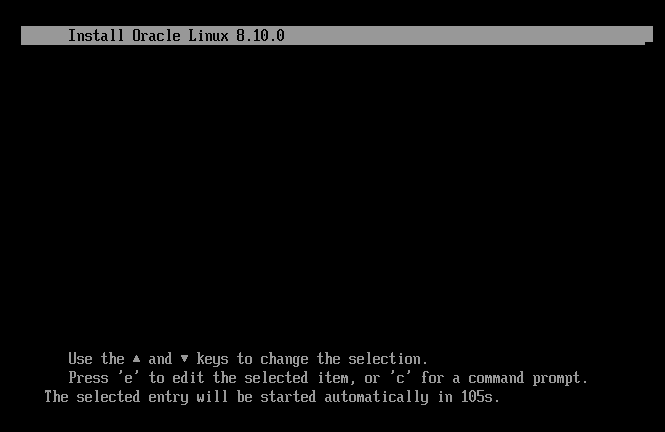 Install Oracle Linux 8.10.0
Use the ▲ and ▼ keys to change the selection.
Press 'e' to edit the selected item, or 'c' for a command prompt.
The selected entry will be started automatically in 105s.